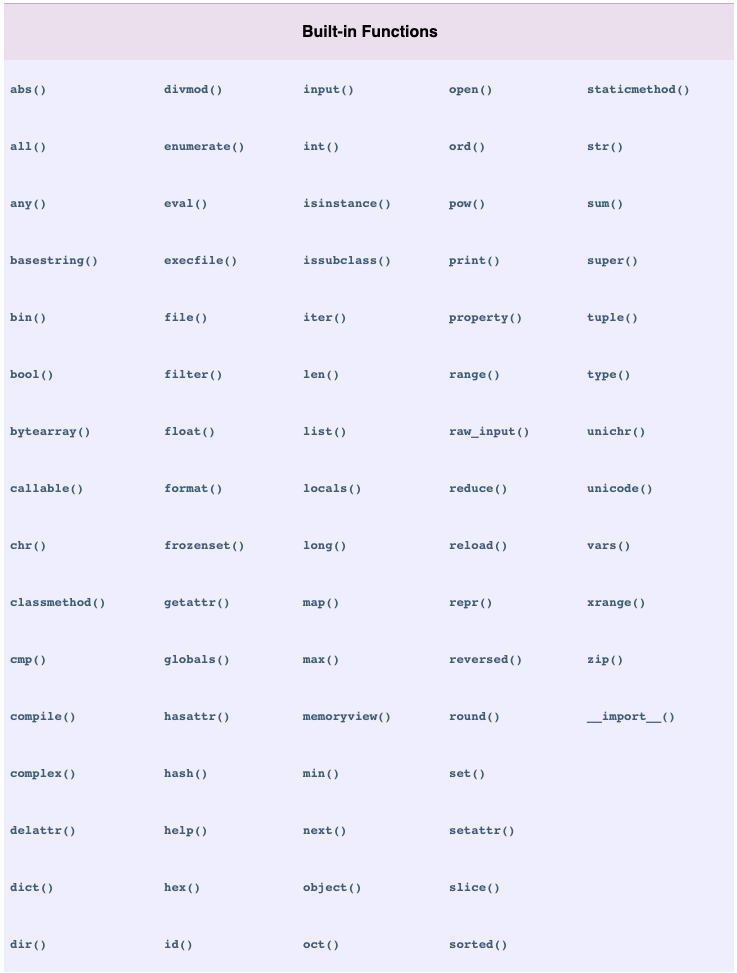 Built-in Functions
abs() divmod() input() open() staticmethod()
all() enumerate() int() ord() str()
any() eval() isinstance() pow() sum()
basestring() execfile() issubclass() print() super()
bin() file() iter() property() tuple()
bool() filter() len() range() type()
bytearray() float() list() raw_input() unichr()
callable() format() locals() reduce() unicode()
chr() frozenset() long() reload() vars()
classmethod() getattr() map() repr() xrange()
cmp() globals() max() reversed() zip()
compile() hasattr() memoryview() round() __import__()
complex() hash() min() set()
delattr() help() next() setattr()
dict() hex() object() slice()
dir() id() oct() sorted()